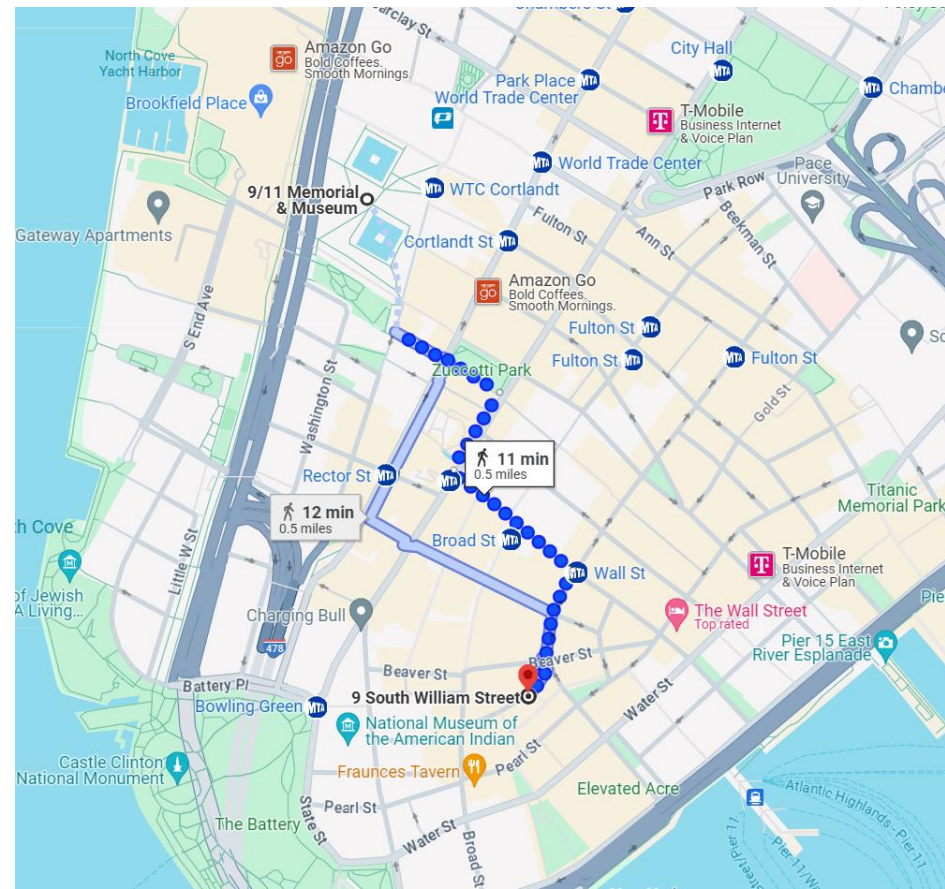 Barclay St
Chambers St
Amazon Go
Bold Coffees.
Smooth Mornings.
City Hall
North Cove
Yacht Harbor
Park Place
MTA
Brookfield Place
World Trade Center
T-Mobile
Business Internet
& Voice Plan
World Trade Center
Park Row
Pace
University
9/11 Memorial
& Museum
WTC Cortlandt
Beekman St
Fulton St
Ann St
Gateway Apartments
Cortlandt St
Amazon Go
Bold Coffees.
Smooth Mornings.
S End Ave
Fulton St
Fulton St
Fulton St
Zuccotti Park
Washington St
Gold St
11 min
0.5 miles
Rector St
12 min
0.5 miles
Titanic
Memorial Park
Broad St
Wall St
T-Mobile
Business Internet
& Voice Plan
Little W St
of Jewish
A Living...
Charging Bull
The Wall Street
Top rated
478
Pier 15 East
River Esplanade
Beaver St
Beaver St
Battery Pl
Bowling Green
9 South William Street
Water St
National Museum of
the American Indian
Castle Clinton
National Monument
Fraunces Tavern
Pearl St
Elevated Acre
Pearl St
State St
The Battery
Water St
Broad St
Atlantic Highlands - Pier 11